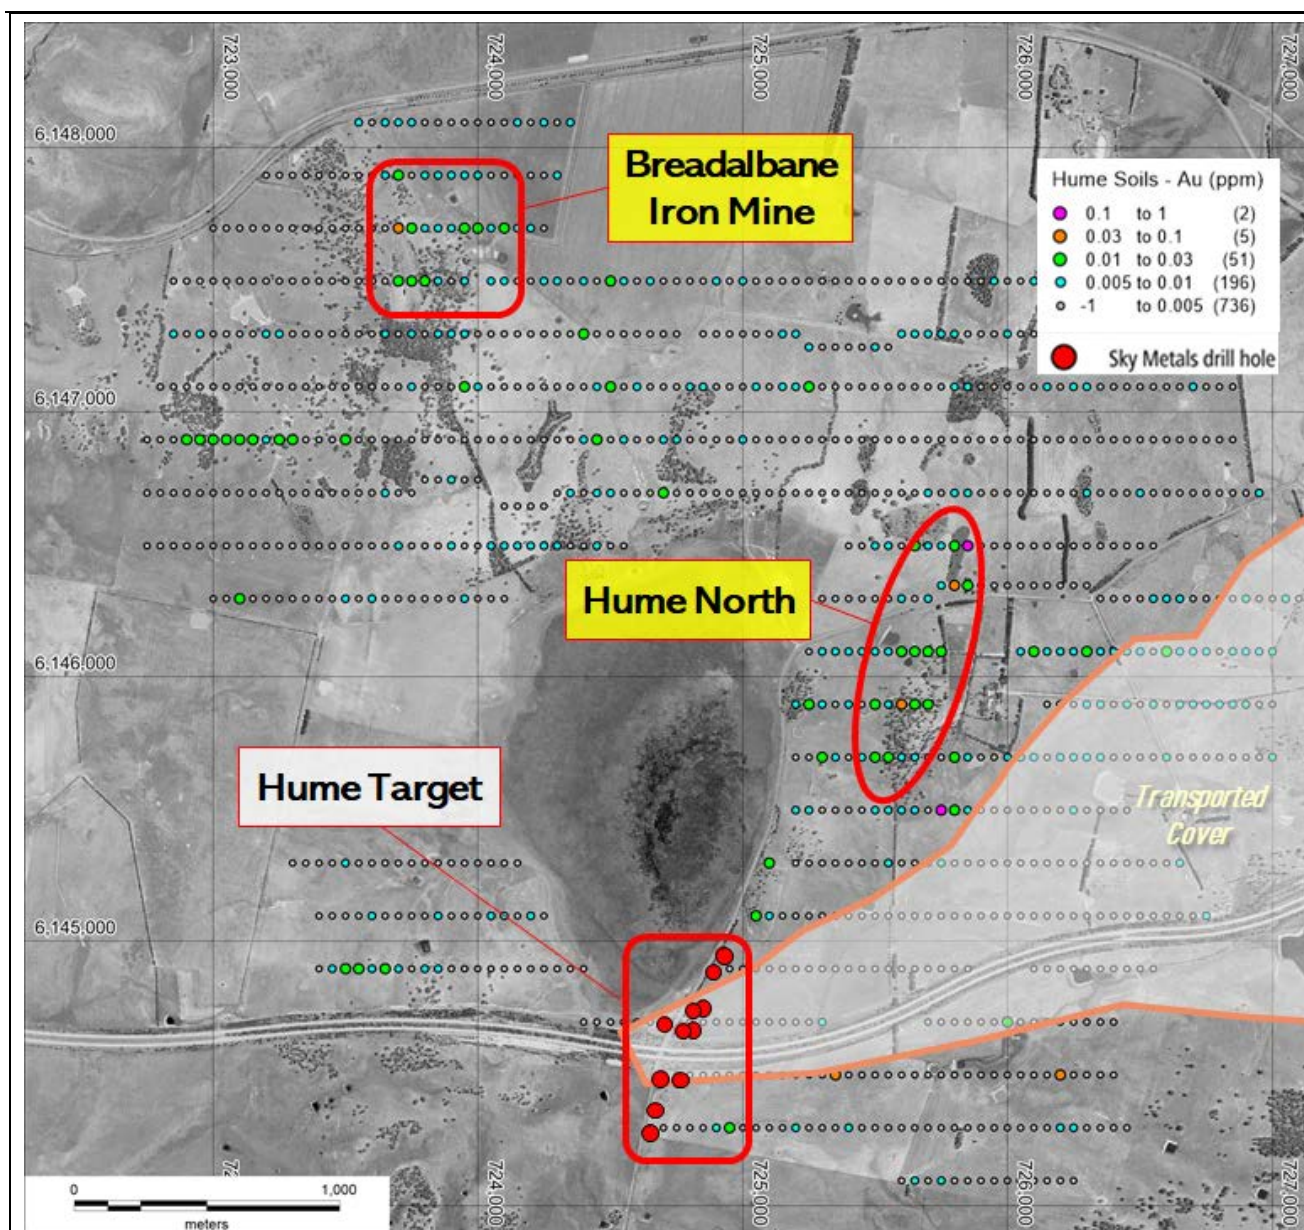 723,000
724,000
725,000
726,000
727,000
6,148,000
Breadalbane
Iron Mine
Hume Soils - Au (ppm)
0.1 to 1 (2)
0.03 to 0.1 (5)
0.01 to 0.03 (51)
0.005 to 0.01 (196)
-1 to 0.005 (736)
Sky Metals drill hole
6,147,000
Hume North
6,146,000
Hume Target
Transported
Cover
6,145,000
724,000
725,000
726,000
727,000
0 1,000
meters